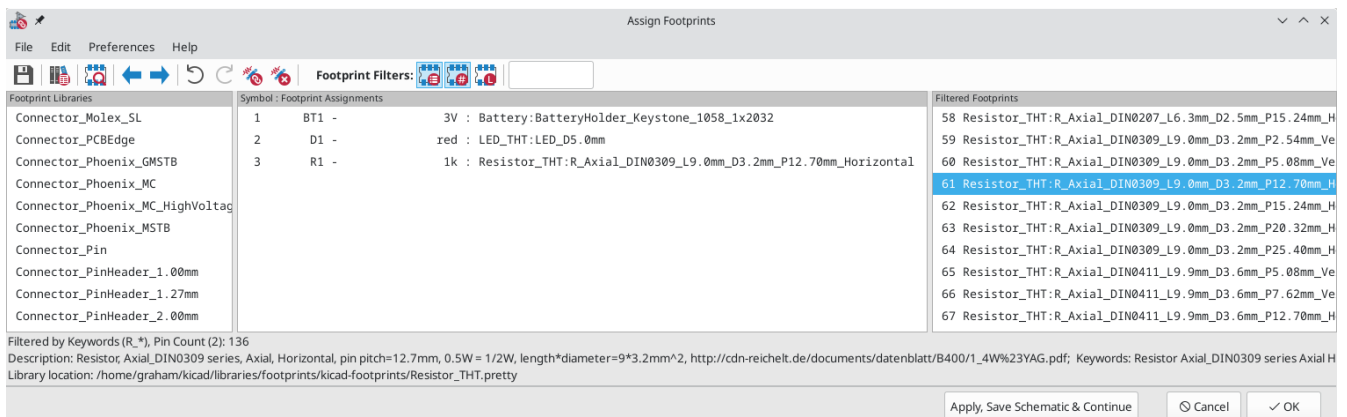 Assign Footprints
File Edit Preferences Help
Footprint Filters:
Footprint Libraries
Connector_Molex_SL
Connector_PCBEdge
Connector_Phoenix_GMSTB
Connector_Phoenix_MC
Connector_Phoenix_MC_HighVoltag
Connector_Phoenix_MSTB
Connector_Pin
Connector_PinHeader_1.00mm
Connector_PinHeader_1.27mm
Connector_PinHeader_2.00mm
Symbol : Footprint Assignments
1 BT1 - 3V : Battery:BatteryHolder_Keystone_1058_1x2032
2 D1 - red : LED_THT:LED_D5.0mm
3 R1 - 1k : Resistor_THT:R_Axial_DIN0309_L9.0mm_D3.2mm_P12.70mm_Horizontal
Filtered Footprints
58 Resistor_THT:R_Axial_DIN0207_L6.3mm_D2.5mm_P15.24mm_H
59 Resistor_THT:R_Axial_DIN0309_L9.0mm_D3.2mm_P2.54mm_Ve
60 Resistor_THT:R_Axial_DIN0309_L9.0mm_D3.2mm_P5.08mm_Ve
61 Resistor_THT:R_Axial_DIN0309_L9.0mm_D3.2mm_P12.70mm_H
62 Resistor_THT:R_Axial_DIN0309_L9.0mm_D3.2mm_P15.24mm_H
63 Resistor_THT:R_Axial_DIN0309_L9.0mm_D3.2mm_P20.32mm_H
64 Resistor_THT:R_Axial_DIN0309_L9.0mm_D3.2mm_P25.40mm_H
65 Resistor_THT:R_Axial_DIN0411_L9.9mm_D3.6mm_P5.08mm_Ve
66 Resistor_THT:R_Axial_DIN0411_L9.9mm_D3.6mm_P7.62mm_Ve
67 Resistor_THT:R_Axial_DIN0411_L9.9mm_D3.6mm_P12.70mm_H
Filtered by Keywords (R_*), Pin Count (2): 136
Description: Resistor, Axial_DIN0309 series, Axial, Horizontal, pin pitch=12.7mm, 0.5W = 1/2W, length*diameter=9*3.2mm^2, http://cdn-reichelt.de/documents/datenblatt/B400/1_4W%23YAG.pdf; Keywords: Resistor Axial_DIN0309 series Axial H
Library location: /home/graham/kicad/libraries/footprints/kicad-footprints/Resistor_THT.pretty
Apply, Save Schematic & Continue Cancel OK